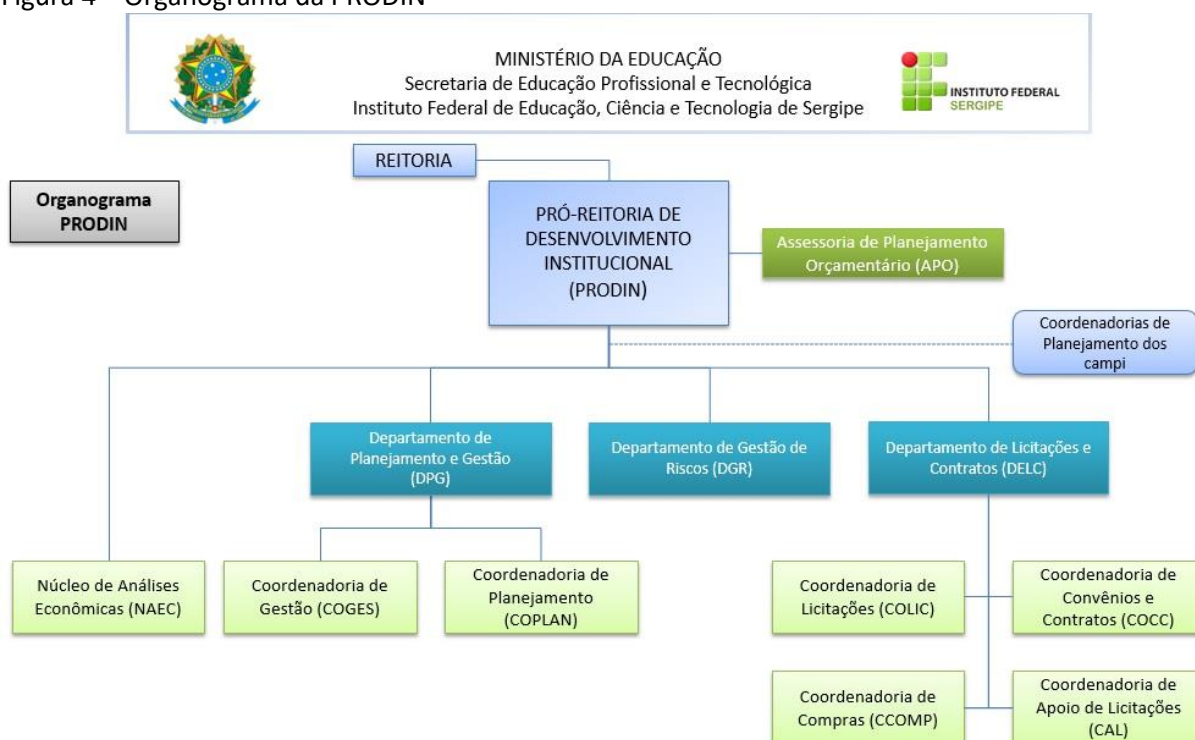 Figura 4 – Organograma da PRODIN
MINISTÉRIO DA EDUCAÇÃO
Secretaria de Educação Profissional e Tecnológica
Instituto Federal de Educação, Ciência e Tecnologia de Sergipe
INSTITUTO FEDERAL
SERGIPE
REITORIA
Organograma
PRODIN
PRÓ-REITORIA DE
DESENVOLVIMENTO
INSTITUCIONAL
(PRODIN)
Assessoria de Planejamento
Orçamentário (APO)
Coordenadorias de
Planejamento dos
campi
Departamento de
Planejamento e Gestão
(DPG)
Departamento de Gestão de
Riscos (DGR)
Departamento de Licitações e
Contratos (DELC)
Núcleo de Análises
Econômicas (NAEC)
Coordenadoria de
Gestão (COGES)
Coordenadoria de
Planejamento
(COPLAN)
Coordenadoria de
Licitações (COLIC)
Coordenadoria de
Convênios e
Contratos (COCC)
Coordenadoria de
Compras (CCOMP)
Coordenadoria de
Apoio de Licitações
(CAL)